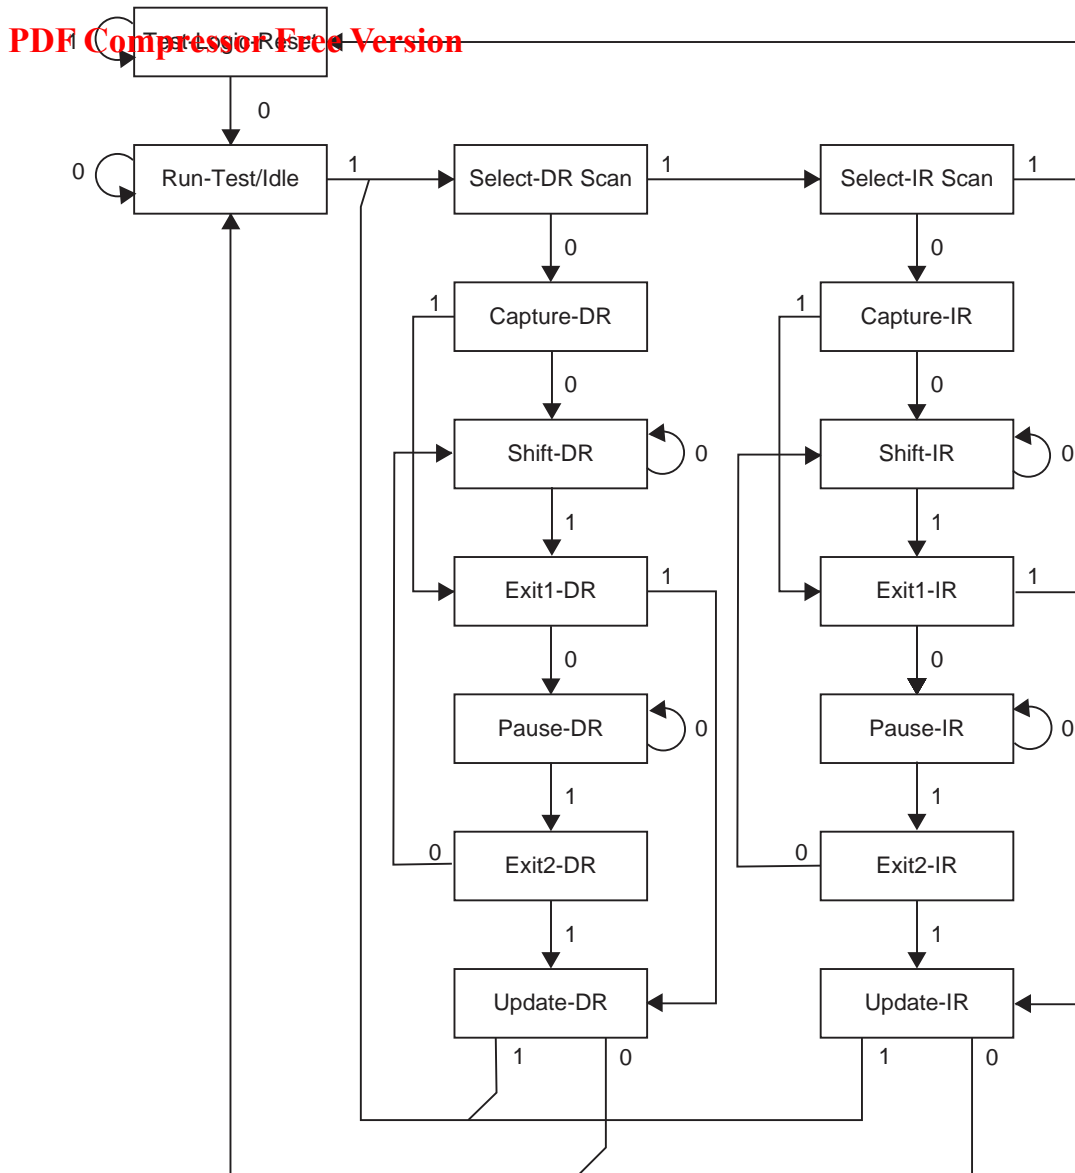 PDF Compressor Free Version
1
Test-Logic-Reset
0
0
Run-Test/Idle
1
Select-DR Scan
1
Select-IR Scan
1
0
0
1
Capture-DR
1
Capture-IR
0
0
Shift-DR
0
Shift-IR
0
1
1
Exit1-DR
1
Exit1-IR
1
0
0
Pause-DR
0
Pause-IR
0
1
1
0
Exit2-DR
0
Exit2-IR
1
1
Update-DR
Update-IR
1
0
1
0